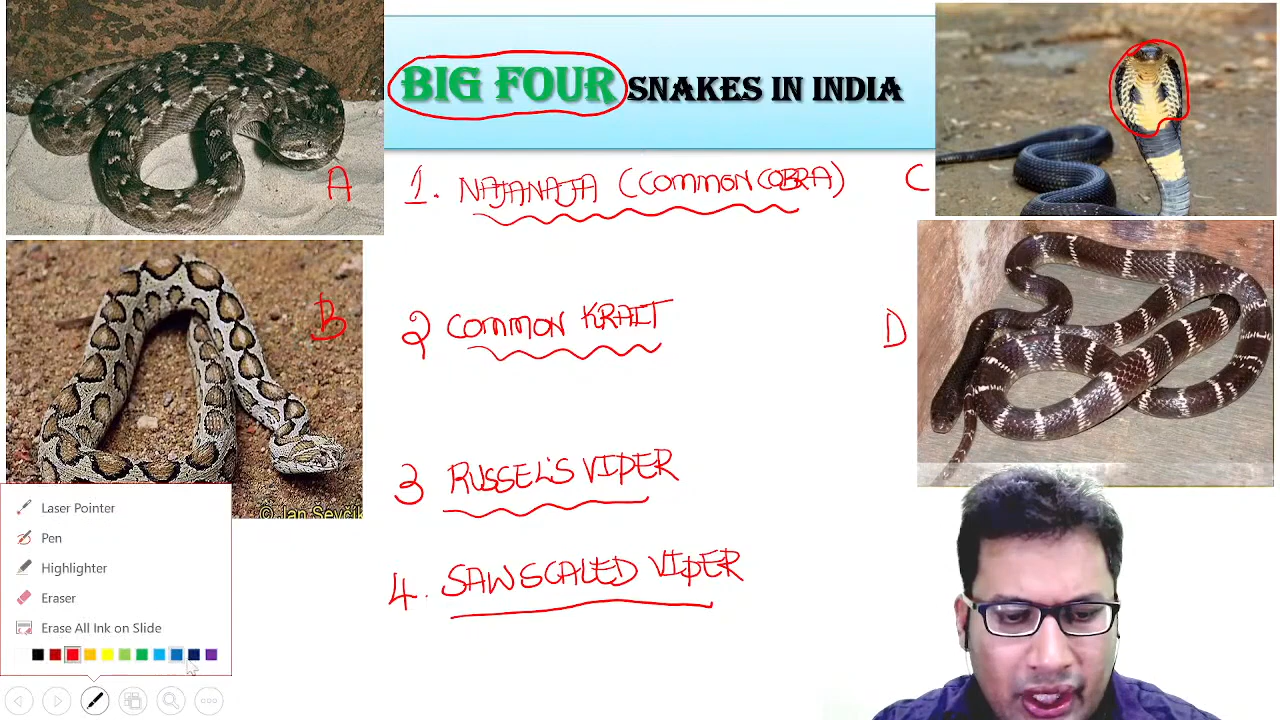 BIG FOUR SNAKES IN INDIA
A
1. NAJANAJA (COMMON COBRA)
C
B
2 COMMON KRAIT
D
3 RUSSEL'S VIPER
4. SAWSCALED VIPER
© Jan Ševčík
Laser Pointer
Pen
Highlighter
Eraser
Erase All Ink on Slide